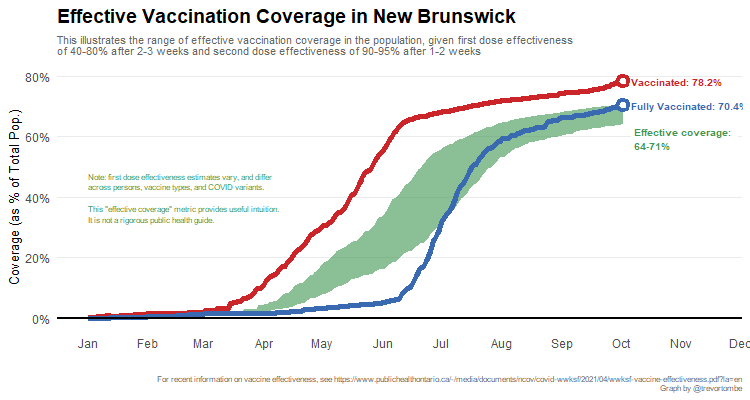 Effective Vaccination Coverage in New Brunswick
This illustrates the range of effective vaccination coverage in the population, given first dose effectiveness
of 40-80% after 2-3 weeks and second dose effectiveness of 90-95% after 1-2 weeks
Coverage (as % of Total Pop.)
80%
60%
40%
20%
0%
Vaccinated: 78.2%
Fully Vaccinated: 70.4%
Effective coverage:
64-71%
Note: first dose effectiveness estimates vary, and differ
across persons, vaccine types, and COVID variants.
This "effective coverage" metric provides useful intuition.
It is not a rigorous public health guide.
Jan Feb Mar Apr May Jun Jul Aug Sep Oct Nov Dec
For recent information on vaccine effectiveness, see https://www.publichealthontario.ca/-/media/documents/ncov/covid-wwksf/2021/04/wwksf-vaccine-effectiveness.pdf?la=en
Graph by @trevortombe